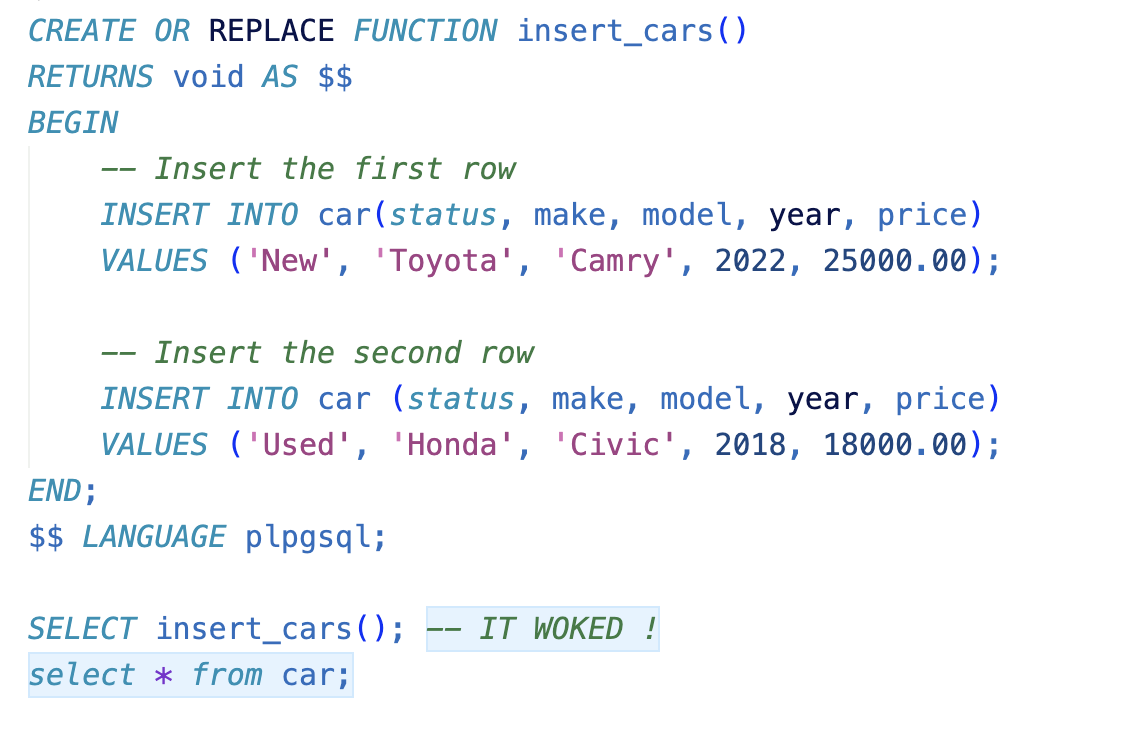 CREATE OR REPLACE FUNCTION insert_cars()
RETURNS void AS $$
BEGIN
-- Insert the first row
INSERT INTO car(status, make, model, year, price)
VALUES ('New', 'Toyota', 'Camry', 2022, 25000.00);
-- Insert the second row
INSERT INTO car (status, make, model, year, price)
VALUES ('Used', 'Honda', 'Civic', 2018, 18000.00);
END;
$$ LANGUAGE plpgsql;
SELECT insert_cars(); -- IT WOKED !
select * from car;